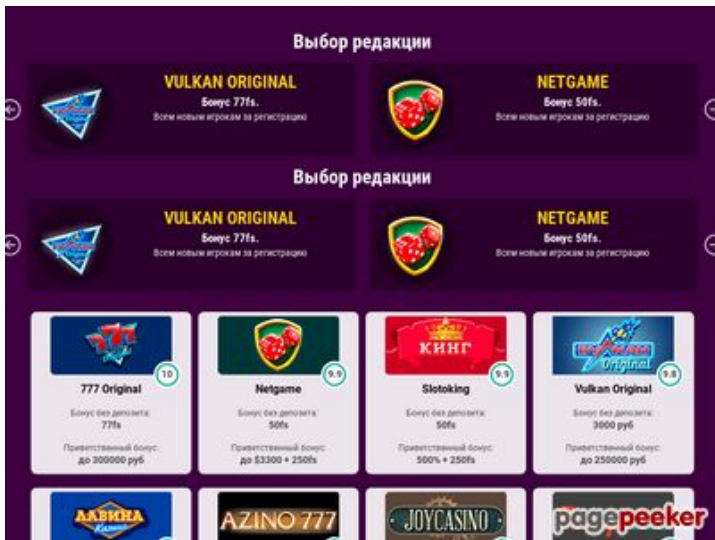 Выбор редакции
VULKAN ORIGINAL
Бонус 77fs.
Всем новым игрокам за регистрацию
NETGAME
Бонус 50fs.
Всем новым игрокам за регистрацию
Выбор редакции
VULKAN ORIGINAL
Бонус 77fs.
Всем новым игрокам за регистрацию
NETGAME
Бонус 50fs.
Всем новым игрокам за регистрацию
777
10
777 Original
Бонус без депозита:
77fs
Приветственный бонус:
до 300000 руб
9.9
Netgame
Бонус без депозита:
50fs
Приветственный бонус:
до $3300 + 250fs
КИНГ
9.9
Slotoking
Бонус без депозита:
50fs
Приветственный бонус:
500% + 250fs
ВУЛКАН
Original
9.8
Vulkan Original
Бонус без депозита:
3000 руб
Приветственный бонус:
до 250000 руб
ЛАВИНА
Казино
AZINO 777
JOYCASINO
pagepeeker